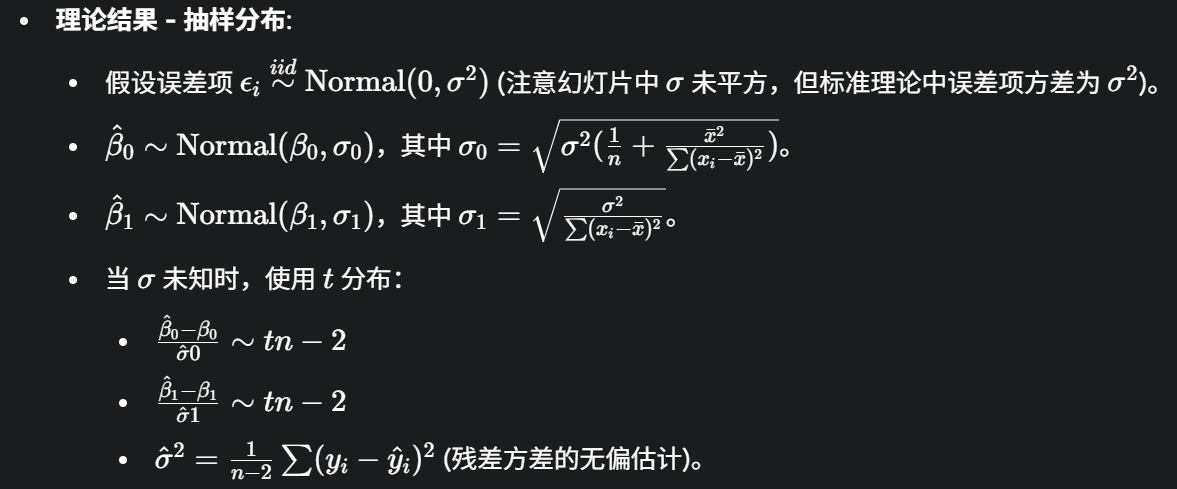 • 理论结果 - 抽样分布:
• 假设误差项 $\epsilon_i \overset{iid}{\sim} \text{Normal}(0, \sigma^2)$ (注意幻灯片中 $\sigma$ 未平方，但标准理论中误差项方差为 $\sigma^2$)。
• $\hat{\beta}_0 \sim \text{Normal}(\beta_0, \sigma_0)$，其中 $\sigma_0 = \sqrt{\sigma^2(\frac{1}{n} + \frac{\bar{x}^2}{\sum(x_i - \bar{x})^2})}$。
• $\hat{\beta}_1 \sim \text{Normal}(\beta_1, \sigma_1)$，其中 $\sigma_1 = \sqrt{\frac{\sigma^2}{\sum(x_i - \bar{x})^2}}$。
• 当 $\sigma$ 未知时，使用 $t$ 分布：
• $\frac{\hat{\beta}_0 - \beta_0}{\hat{\sigma}0} \sim tn - 2$
• $\frac{\hat{\beta}_1 - \beta_1}{\hat{\sigma}1} \sim tn - 2$
• $\hat{\sigma}^2 = \frac{1}{n-2} \sum(y_i - \hat{y}_i)^2$ (残差方差的无偏估计)。